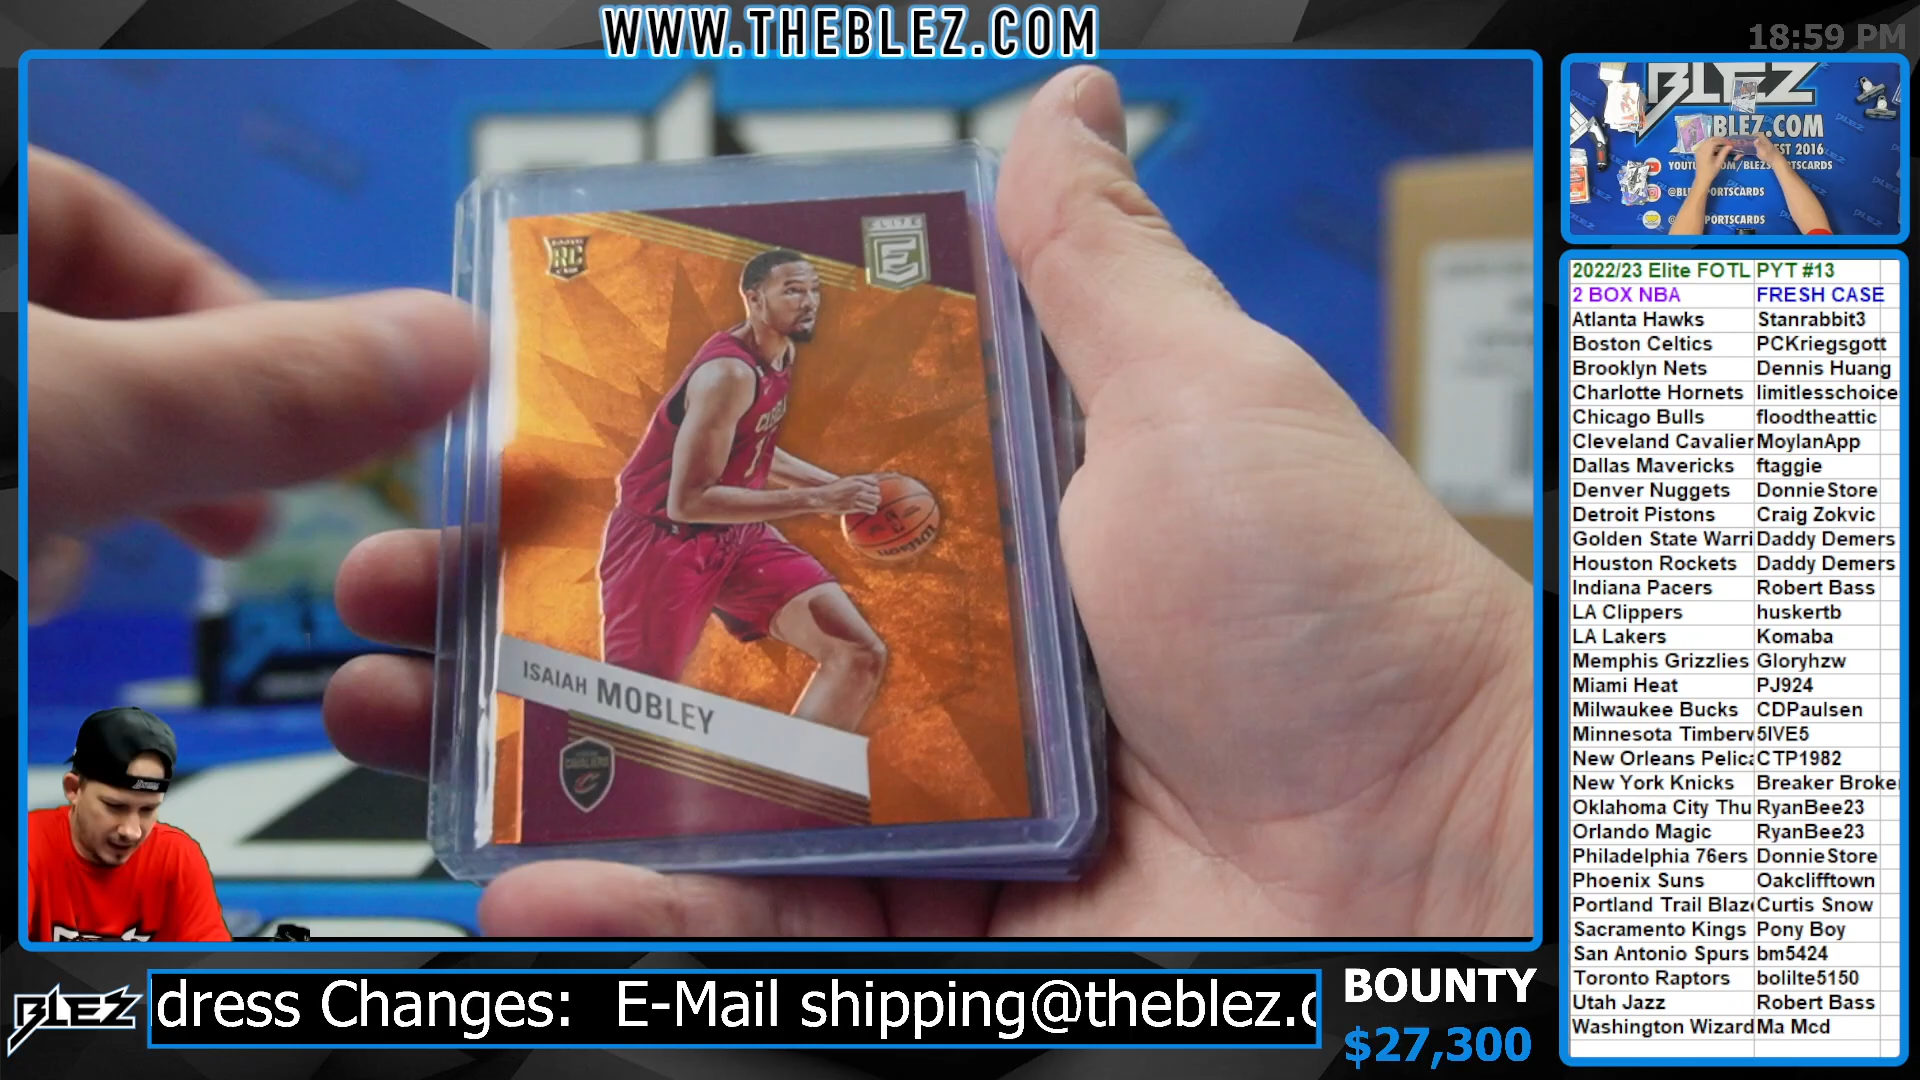 WWW.THEBLEZ.COM
18:59 PM
BLEZ
BLEZ.COM
EST 2016
ELITE
E
RC
ISAIAH MOBLEY
CAVALIERS
2022/23 Elite FOTL PYT #13
2 BOX NBA FRESH CASE
Atlanta Hawks Stanrabbit3
Boston Celtics PCKriegsgott
Brooklyn Nets Dennis Huang
Charlotte Hornets limitlesschoice
Chicago Bulls floodtheattic
Cleveland Cavalier MoylanApp
Dallas Mavericks ftaggie
Denver Nuggets DonnieStore
Detroit Pistons Craig Zokvic
Golden State Warri Daddy Demers
Houston Rockets Daddy Demers
Indiana Pacers Robert Bass
LA Clippers huskertb
LA Lakers Komaba
Memphis Grizzlies Gloryhzw
Miami Heat PJ924
Milwaukee Bucks CDPaulsen
Minnesota Timberv 5IVE5
New Orleans Pelica CTP1982
New York Knicks Breaker Broke
Oklahoma City Thu RyanBee23
Orlando Magic RyanBee23
Philadelphia 76ers DonnieStore
Phoenix Suns Oakclifftown
Portland Trail Blaz Curtis Snow
Sacramento Kings Pony Boy
San Antonio Spurs bm5424
Toronto Raptors bolilte5150
Utah Jazz Robert Bass
Washington Wizard Ma Mcd
BLEZ
dress Changes: E-Mail shipping@theblez.c
BOUNTY
$27,300